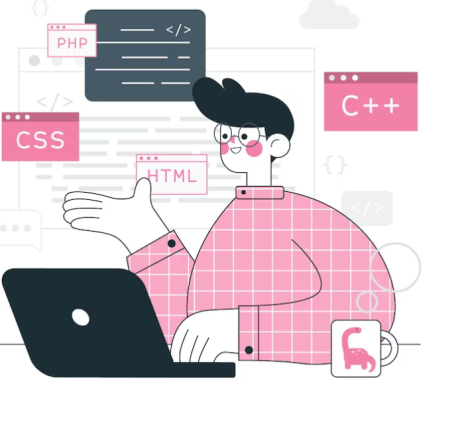 {}
PHP
</>
</>
C++
CSS
HTML
{}
</>